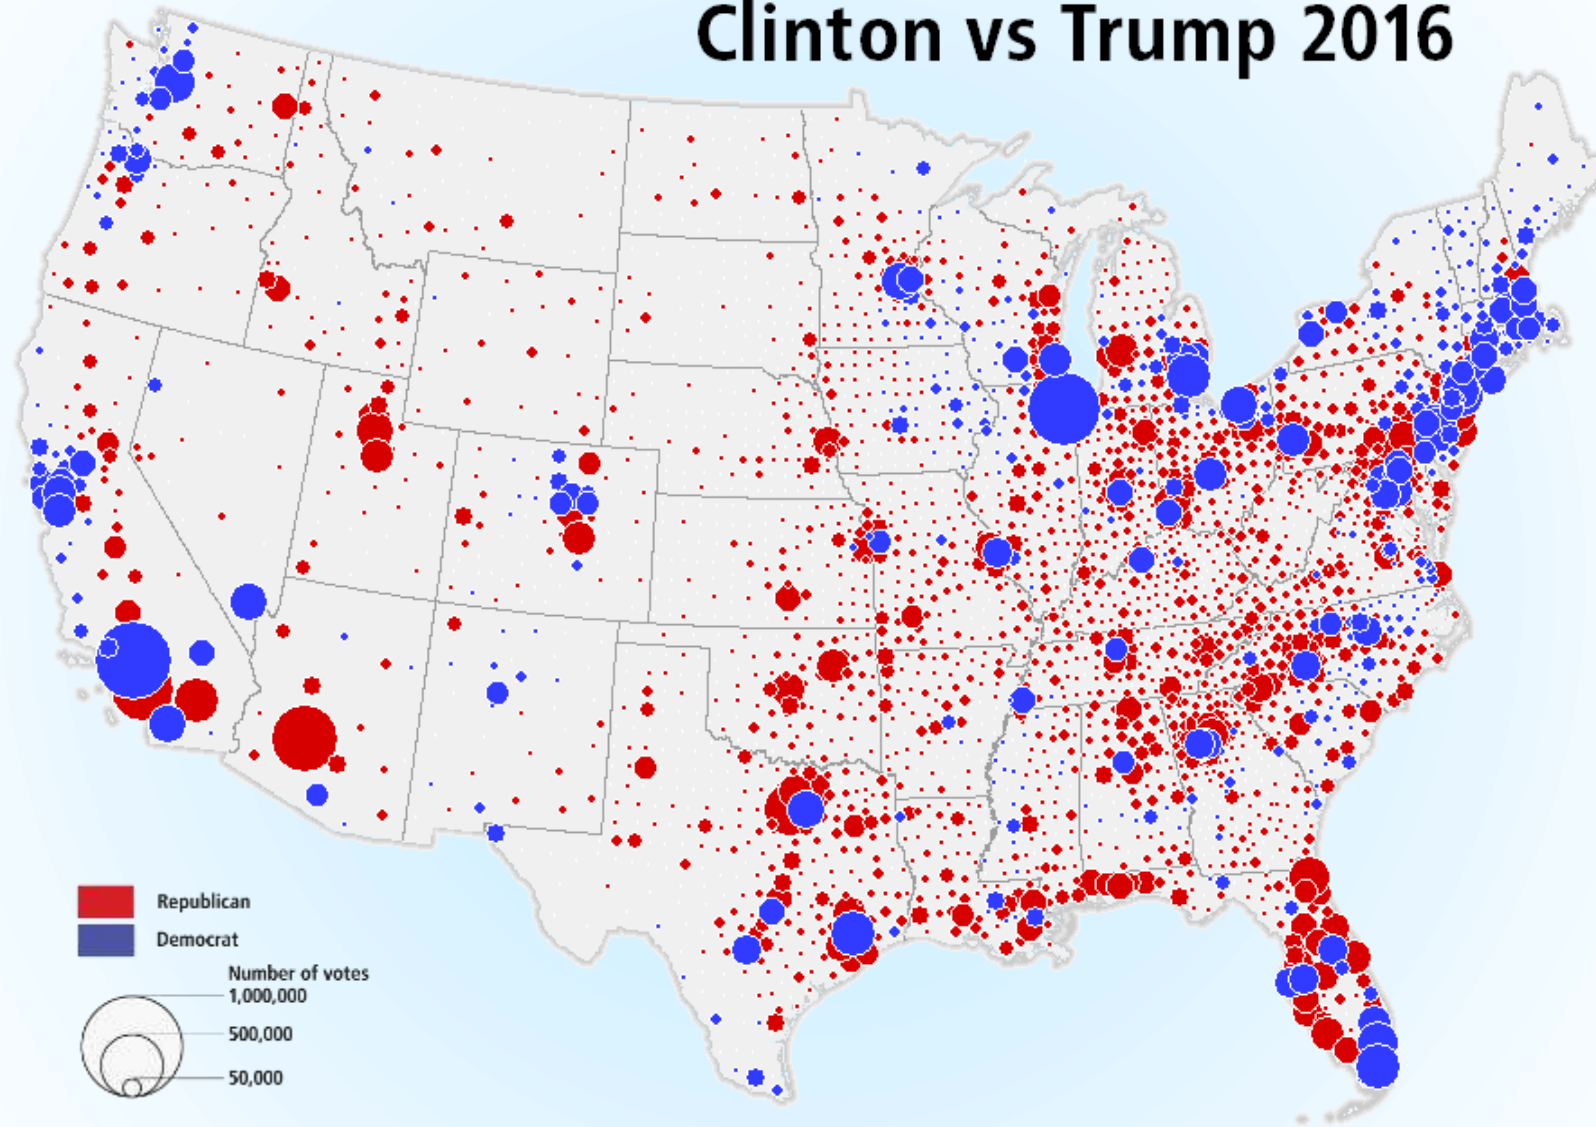 Clinton vs Trump 2016
Republican
Democrat
Number of votes
1,000,000
500,000
50,000